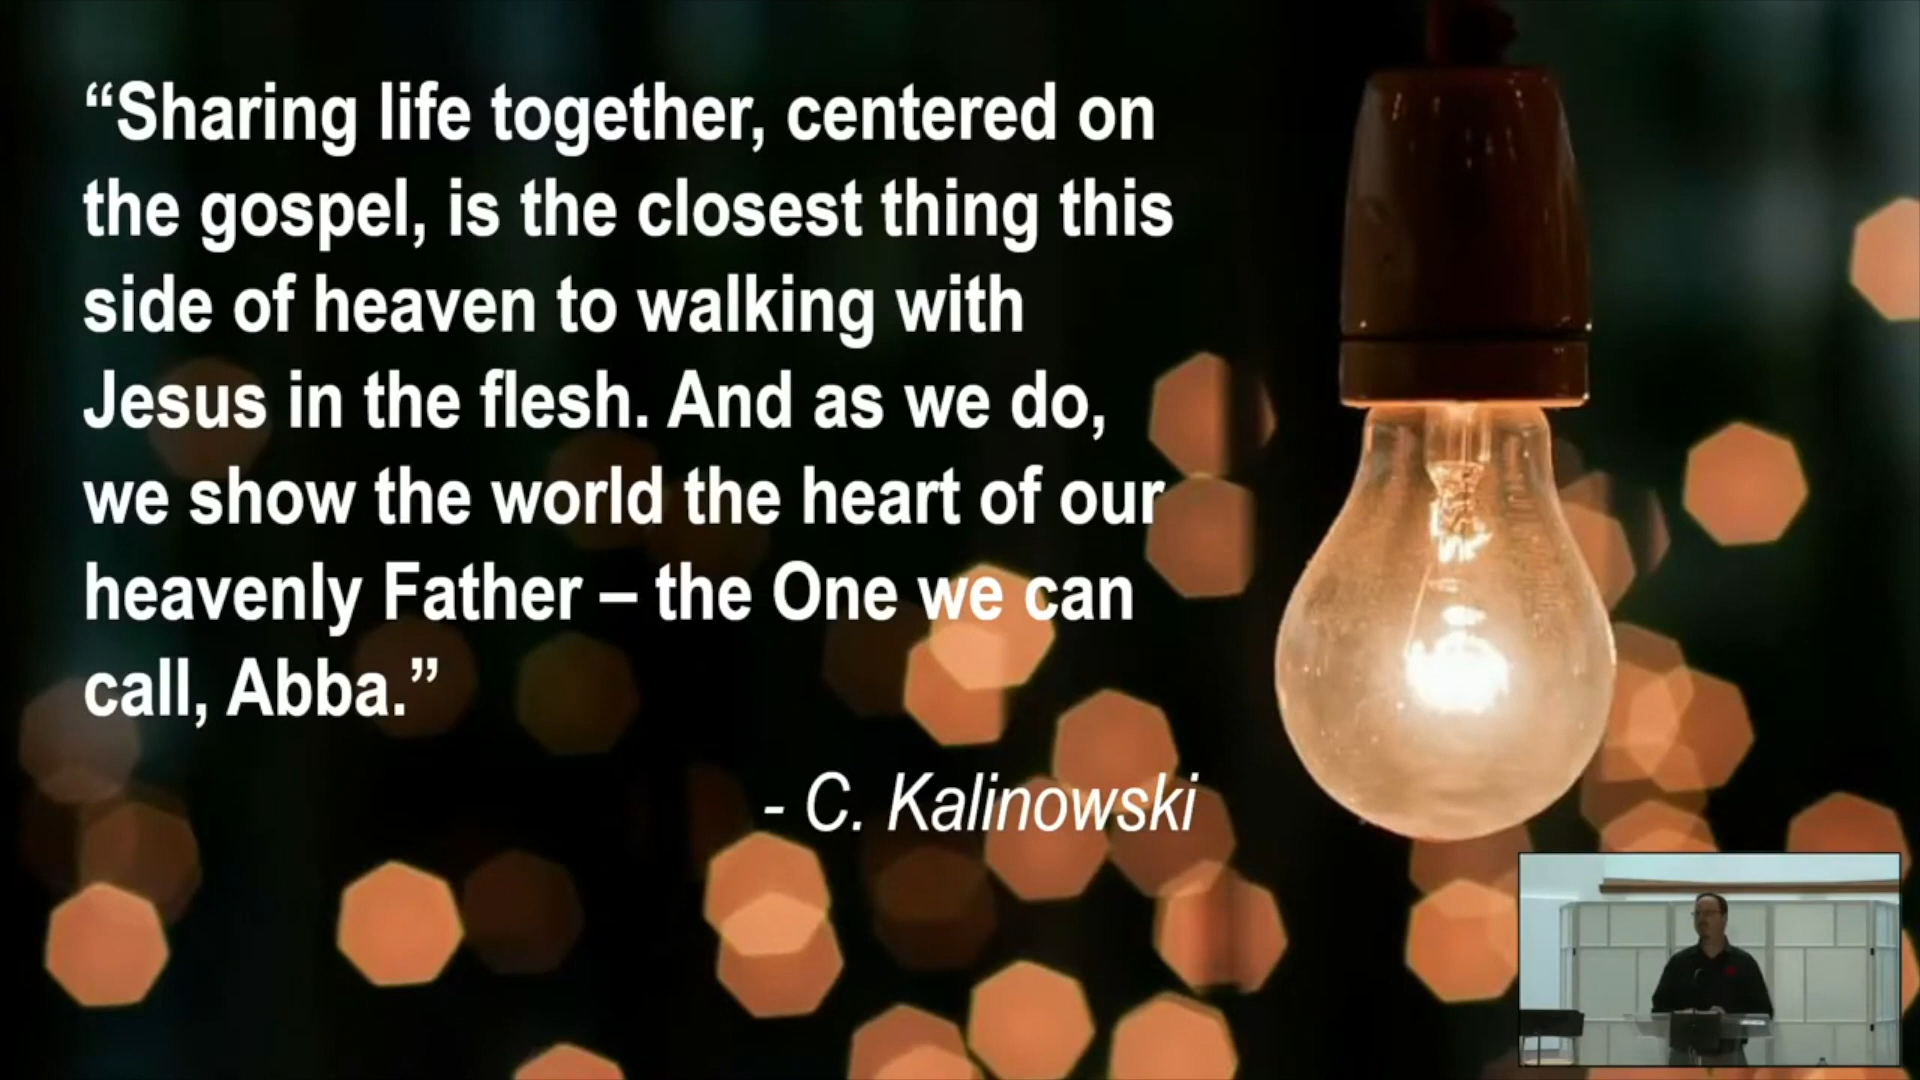 “Sharing life together, centered on
the gospel, is the closest thing this
side of heaven to walking with
Jesus in the flesh. And as we do,
we show the world the heart of our
heavenly Father – the One we can
call, Abba.”
- C. Kalinowski